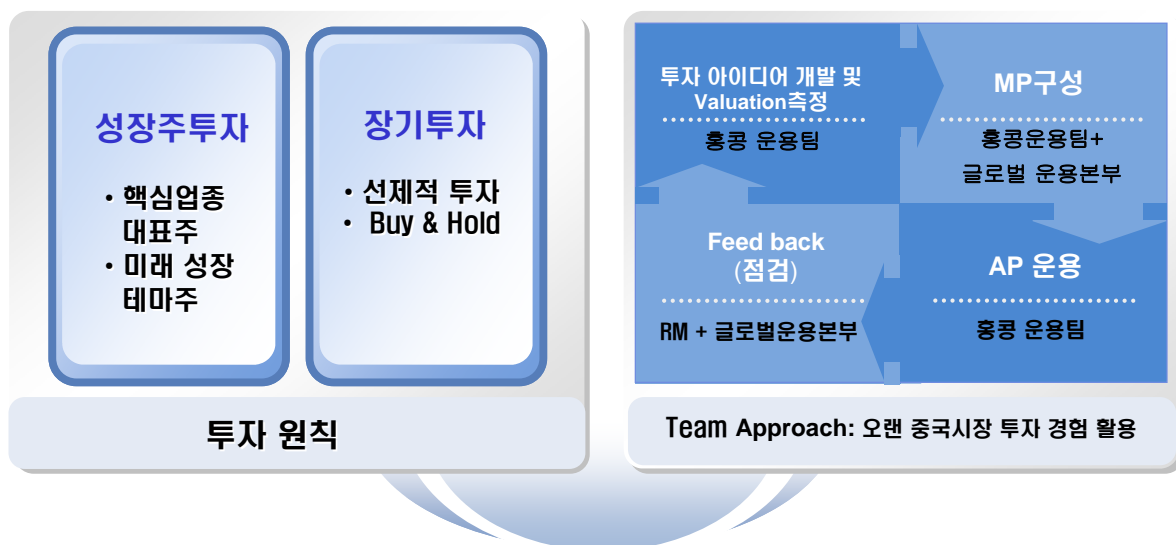 성장주투자
· 핵심업종
대표주
· 미래 성장
테마주
장기투자
· 선제적 투자
· Buy & Hold
투자 원칙
투자 아이디어 개발 및
Valuation측정
홍콩 운용팀
MP구성
홍콩운용팀+
글로벌 운용본부
Feed back
(점검)
RM + 글로벌운용본부
AP 운용
홍콩 운용팀
Team Approach: 오랜 중국시장 투자 경험 활용